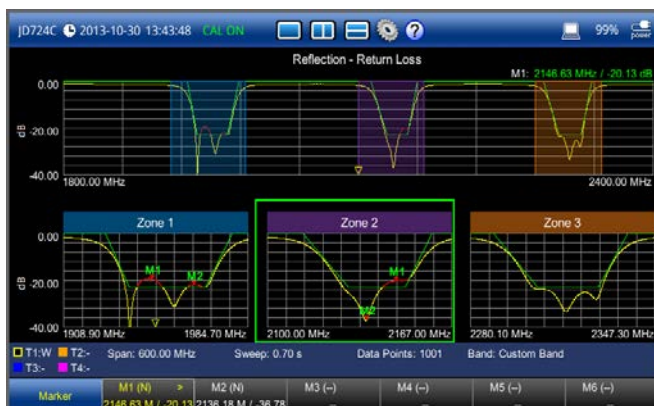 JD724C 2013-10-30 13:43:48 CAL ON ? 99% power
Reflection - Return Loss
M1: 2146.63 MHz / -20.13 dB
0.00
dB
-20.00
-40.00
1800.00 MHz 2400.00 MHz
Zone 1 Zone 2 Zone 3
0.00
M1 M2 M1
dB
-20.00
M2
-40.00
1908.90 MHz 1984.70 MHz 2100.00 MHz 2167.00 MHz 2280.10 MHz 2347.30 MHz
T1:W T2:- Span: 600.00 MHz Sweep: 0.70 s Data Points: 1001 Band: Custom Band
T3:- T4:-
Marker M1 (N) > M2 (N) M3 (--) M4 (--) M5 (--) M6 (--)
2146.63 M / -20.13 2136.18 M / -36.78 -- -- -- --